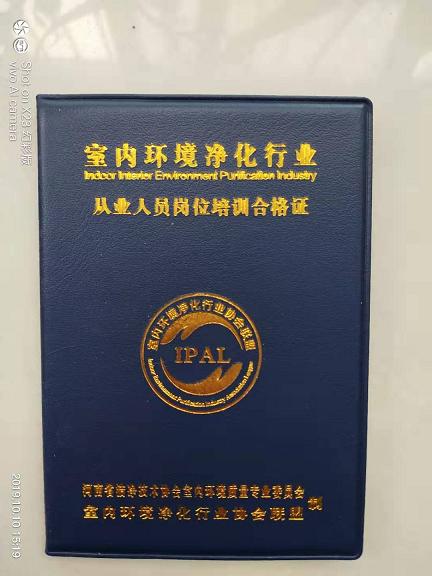 室内环境净化行业
Indoor Interior Environment Purification Industry
从业人员岗位培训合格证
室内环境净化行业协会联盟
IPAL
河南省洁净技术协会室内环境质量专业委员会
室内环境净化行业协会联盟
制
Shot on X23 幻彩版
vivo AI camera
2019.10.10 15:19